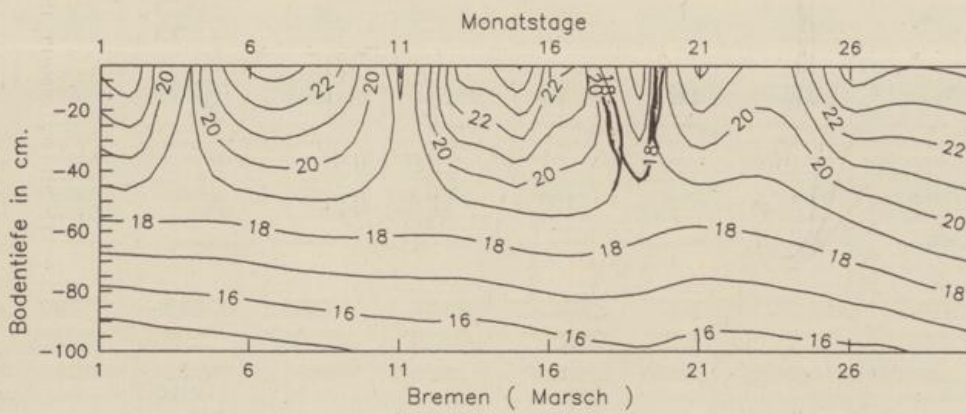 Monatstage
1 6 11 16 21 26
20 22 20 22 20 18
-20 22 20 22
20 20 18 20
-40 20 20
-60 18 18 18 18 18 20
-80 16 18
16 16 16 16
-100
1 6 11 16 21 26
Bodentiefe in cm.
Bremen ( Marsch )